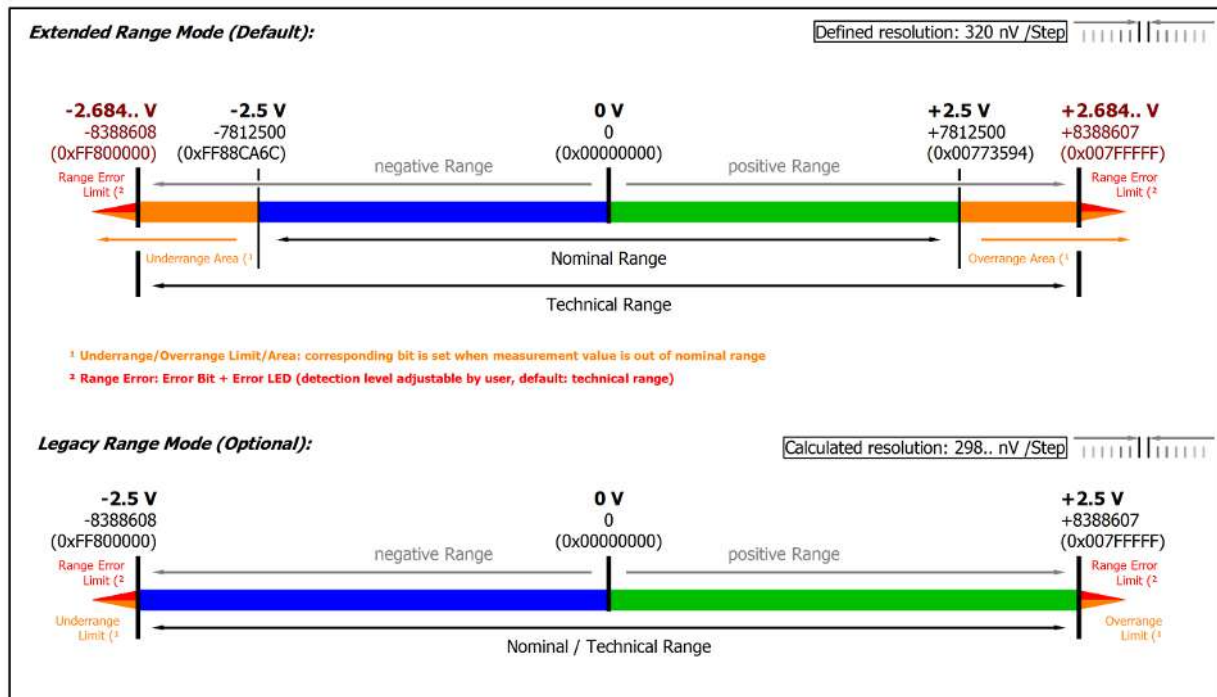 Extended Range Mode (Default):
Defined resolution: 320 nV /Step
-2.684.. V
-8388608
(0xFF800000)
-2.5 V
-7812500
(0xFF88CA6C)
0 V
0
(0x00000000)
+2.5 V
+7812500
(0x00773594)
+2.684.. V
+8388607
(0x007FFFFF)
negative Range
positive Range
Range Error
Limit (²
Range Error
Limit (²
Underrange Area (¹
Nominal Range
Overrange Area (¹
Technical Range
¹ Underrange/Overrange Limit/Area: corresponding bit is set when measurement value is out of nominal range
² Range Error: Error Bit + Error LED (detection level adjustable by user, default: technical range)
Legacy Range Mode (Optional):
Calculated resolution: 298.. nV /Step
-2.5 V
-8388608
(0xFF800000)
0 V
0
(0x00000000)
+2.5 V
+8388607
(0x007FFFFF)
negative Range
positive Range
Range Error
Limit (²
Range Error
Limit (²
Underrange
Limit (¹
Overrange
Limit (¹
Nominal / Technical Range